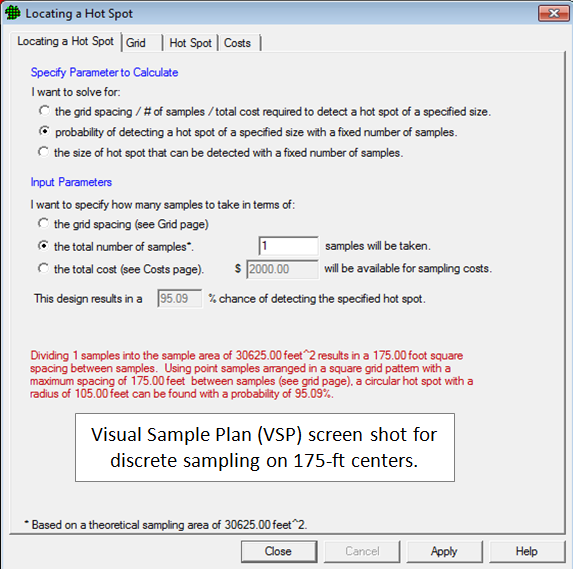 Locating a Hot Spot
Locating a Hot Spot Grid Hot Spot Costs
Specify Parameter to Calculate
I want to solve for:
the grid spacing / # of samples / total cost required to detect a hot spot of a specified size.
probability of detecting a hot spot of a specified size with a fixed number of samples.
the size of hot spot that can be detected with a fixed number of samples.
Input Parameters
I want to specify how many samples to take in terms of:
the grid spacing (see Grid page)
the total number of samples*. 1 samples will be taken.
the total cost (see Costs page). $ 2000.00 will be available for sampling costs.
This design results in a 95.09 % chance of detecting the specified hot spot.
Dividing 1 samples into the sample area of 30625.00 feet^2 results in a 175.00 foot square
spacing between samples. Using point samples arranged in a square grid pattern with a
maximum spacing of 175.00 feet between samples (see grid page), a circular hot spot with a
radius of 105.00 feet can be found with a probability of 95.09%.
Visual Sample Plan (VSP) screen shot for
discrete sampling on 175-ft centers.
* Based on a theoretical sampling area of 30625.00 feet^2.
Close Cancel Apply Help